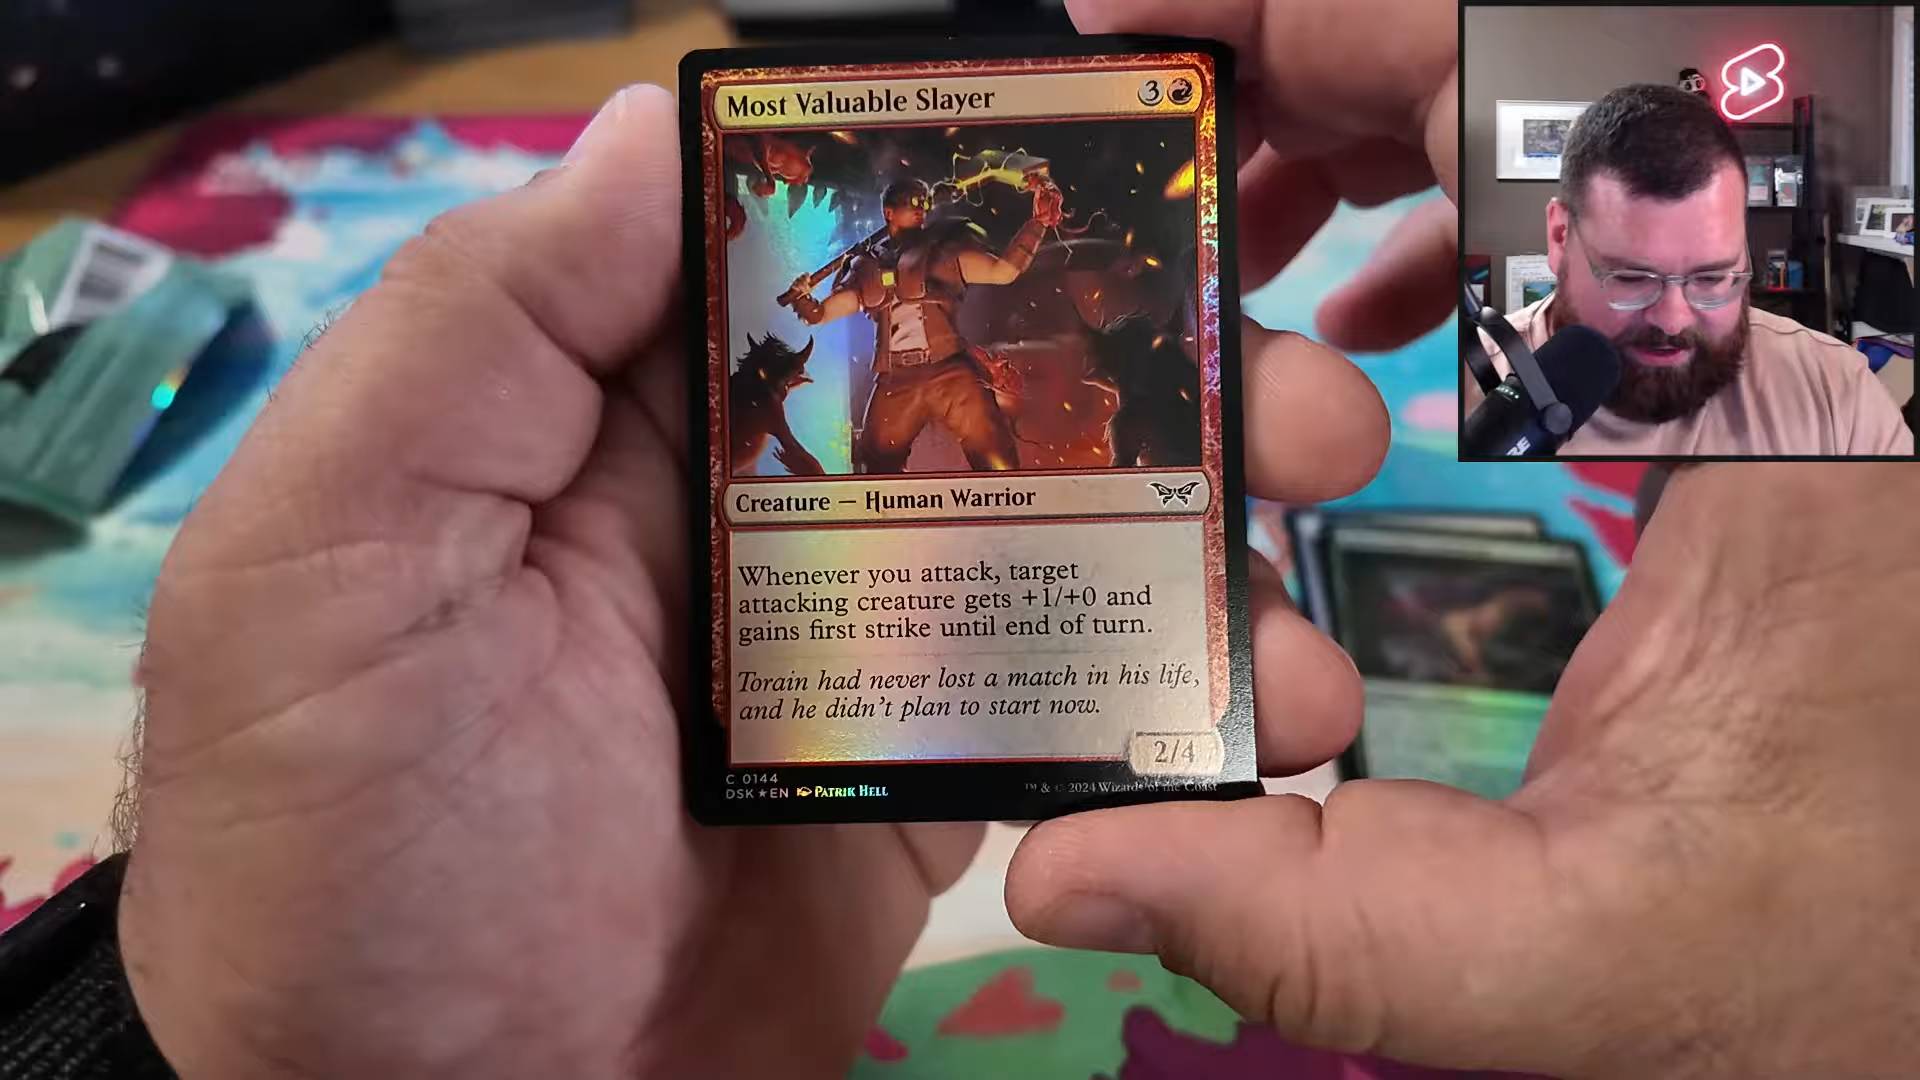 Most Valuable Slayer 3
Creature — Human Warrior
Whenever you attack, target
attacking creature gets +1/+0 and
gains first strike until end of turn.
Torain had never lost a match in his life,
and he didn't plan to start now.
2/4
C 0144
DSK ★ EN PATRIK HELL
™ & © 2024 Wizards of the Coast
RE